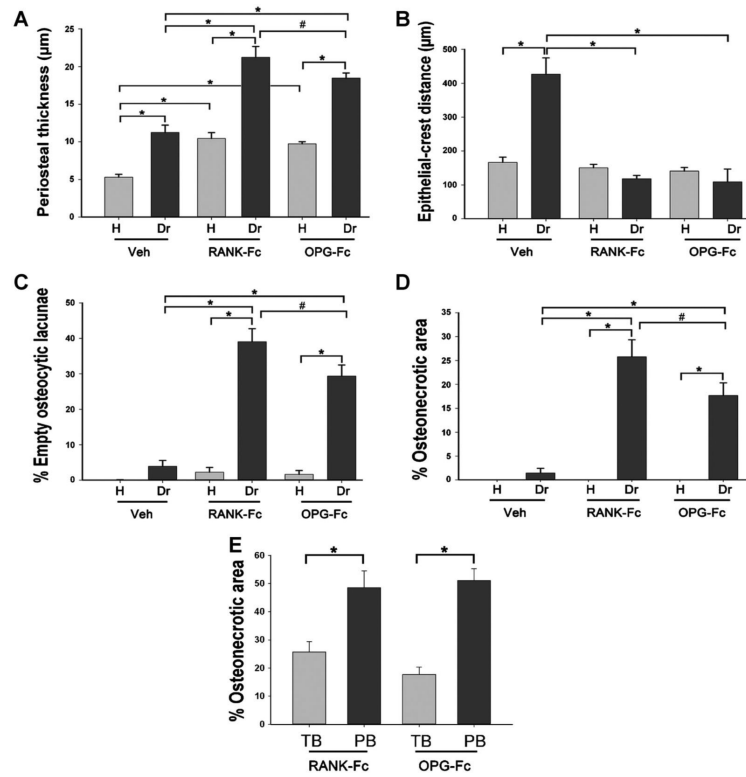 A
Periosteal thickness (µm)
25
20
15
10
5
0
* * # * * * * *
H Dr H Dr H Dr
Veh RANK-Fc OPG-Fc
B
Epithelial-crest distance (µm)
500
400
300
200
100
0
* * *
H Dr H Dr H Dr
Veh RANK-Fc OPG-Fc
C
% Empty osteocytic lacunae
50
40
30
20
10
0
* * # * *
H Dr H Dr H Dr
Veh RANK-Fc OPG-Fc
D
% Osteonecrotic area
35
30
25
20
15
10
5
0
* * # * *
H Dr H Dr H Dr
Veh RANK-Fc OPG-Fc
E
% Osteonecrotic area
60
50
40
30
20
10
0
* *
TB PB TB PB
RANK-Fc OPG-Fc